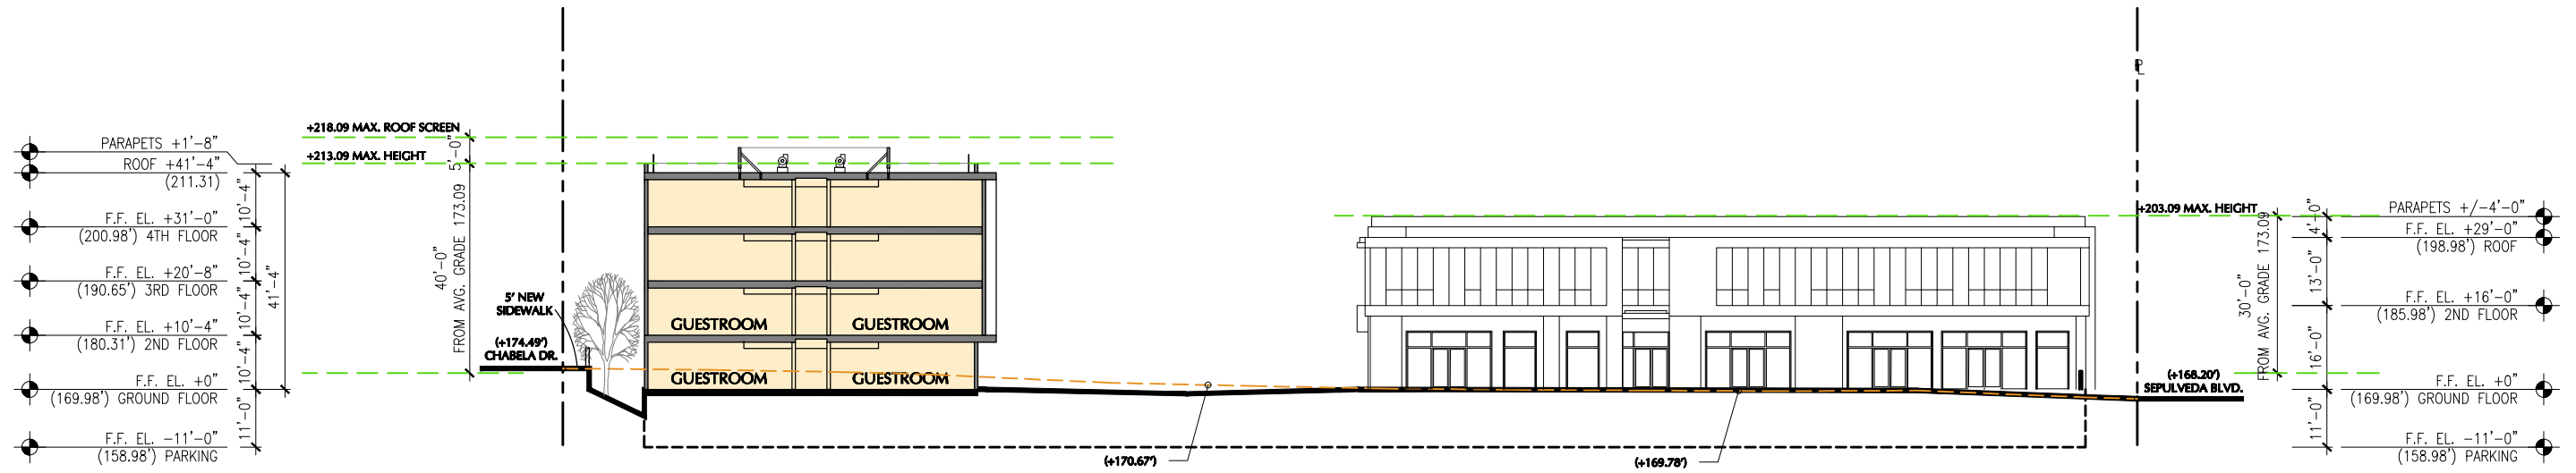 PARAPETS +1'-8"
ROOF +41'-4"
(211.31)
F.F. EL. +31'-0"
(200.98') 4TH FLOOR
F.F. EL. +20'-8"
(190.65') 3RD FLOOR
F.F. EL. +10'-4"
(180.31') 2ND FLOOR
F.F. EL. +0"
(169.98') GROUND FLOOR
F.F. EL. -11'-0"
(158.98') PARKING
10'-4"
10'-4"
10'-4"
10'-4"
11'-0"
41'-4"
+218.09 MAX. ROOF SCREEN
+213.09 MAX. HEIGHT
5'-0"
40'-0"
FROM AVG. GRADE 173.09
5' NEW
SIDEWALK
(+174.49')
CHABELA DR.
GUESTROOM GUESTROOM
GUESTROOM GUESTROOM
(+170.67')
(+169.78')
PL
+203.09 MAX. HEIGHT
30'-0"
FROM AVG. GRADE 173.09
(+168.20')
SEPULVEDA BLVD.
4'-0"
13'-0"
16'-0"
11'-0"
PARAPETS +/-4'-0"
F.F. EL. +29'-0"
(198.98') ROOF
F.F. EL. +16'-0"
(185.98') 2ND FLOOR
F.F. EL. +0"
(169.98') GROUND FLOOR
F.F. EL. -11'-0"
(158.98') PARKING